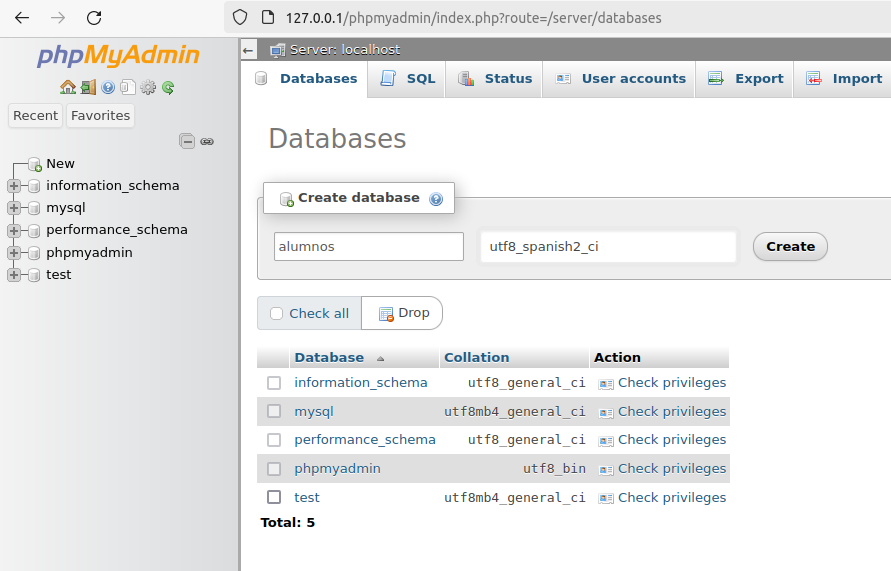 127.0.0.1/phpmyadmin/index.php?route=/server/databases
phpMyAdmin
Recent Favorites
New
information_schema
mysql
performance_schema
phpmyadmin
test
Server: localhost
Databases SQL Status User accounts Export Import
Databases
Create database
alumnos utf8_spanish2_ci Create
Check all Drop
Database Collation Action
information_schema utf8_general_ci Check privileges
mysql utf8mb4_general_ci Check privileges
performance_schema utf8_general_ci Check privileges
phpmyadmin utf8_bin Check privileges
test utf8mb4_general_ci Check privileges
Total: 5